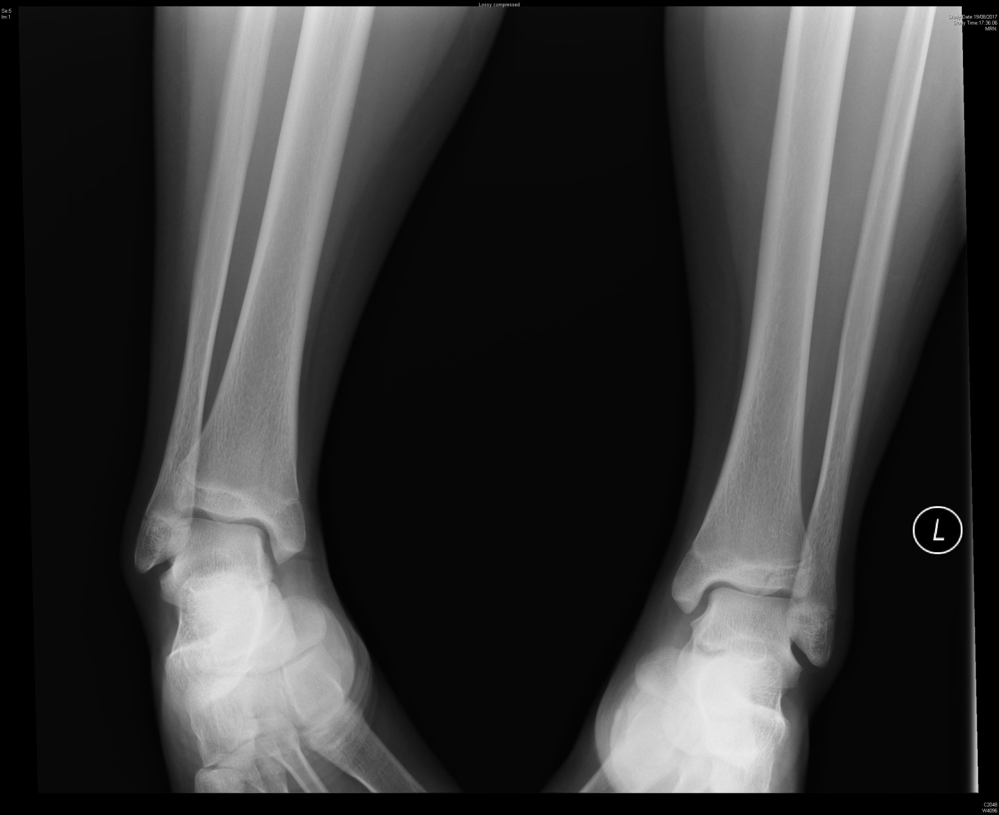 Lossy compressed
Se:5
Im:1
Study Date:19/08/2017
Study Time:17:36:06
MRN:
L
C2048
W4096